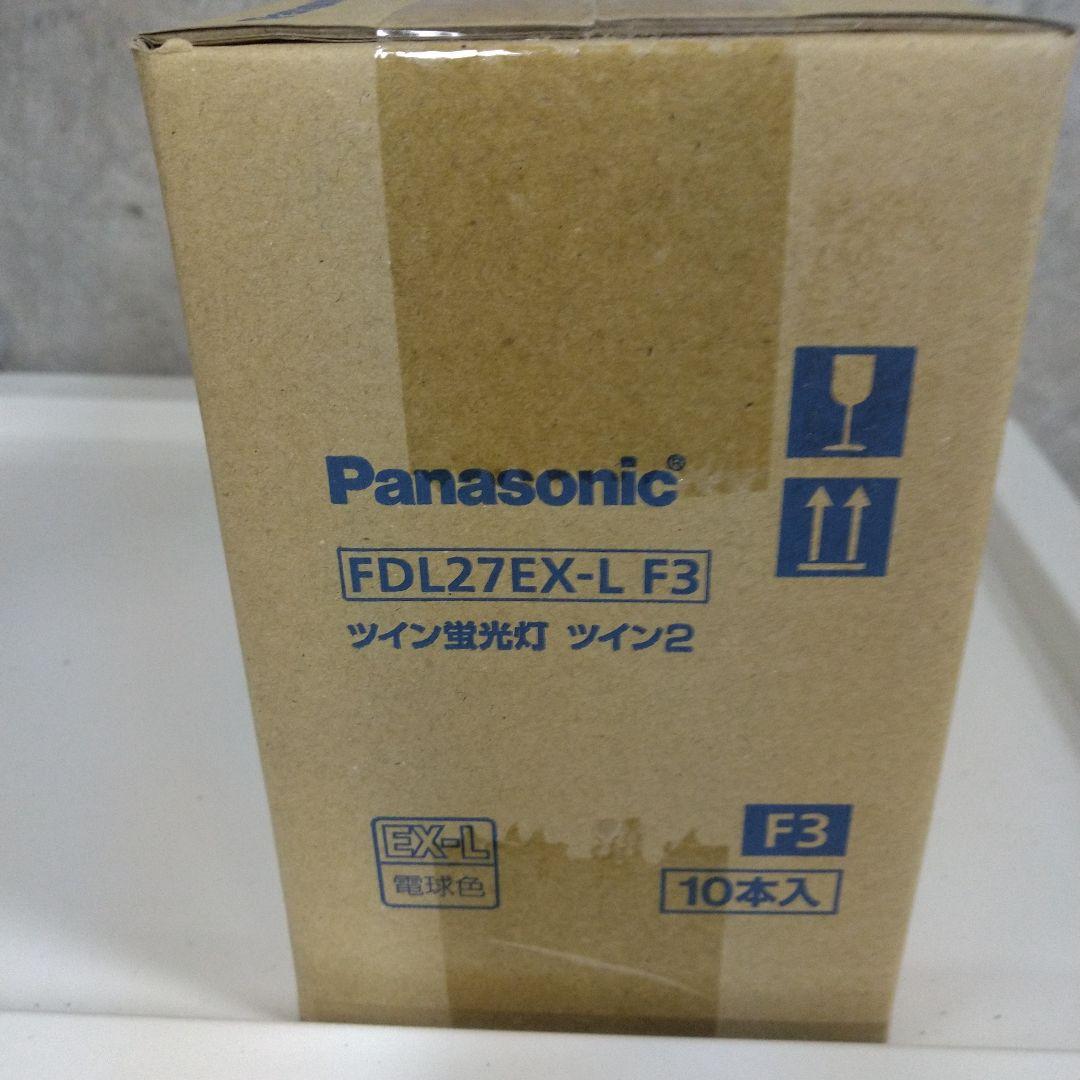 Panasonic®
FDL27EX-L F3
ツイン蛍光灯 ツイン2
EX-L
電球色
F3
10本入